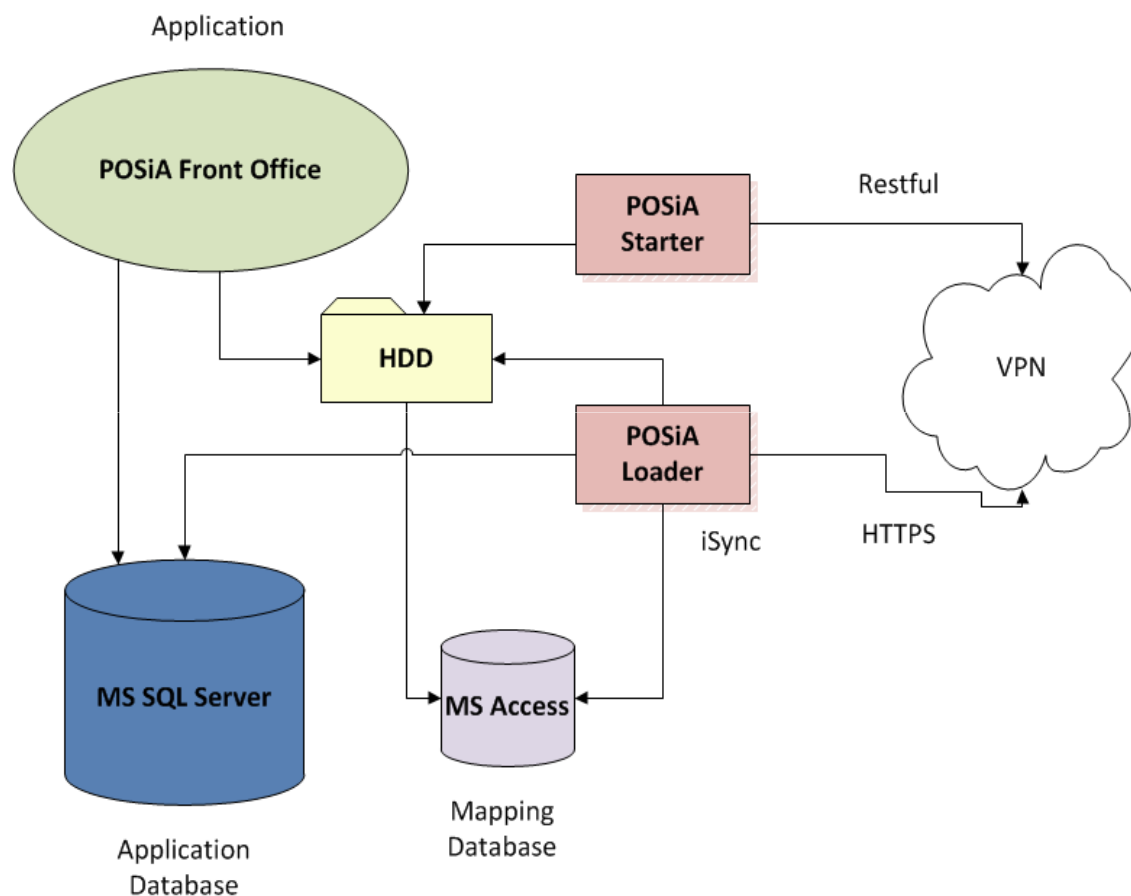 Application
POSiA Front Office
POSiA
Starter
Restful
HDD
VPN
POSiA
Loader
iSync
HTTPS
MS SQL Server
MS Access
Mapping
Database
Application
Database